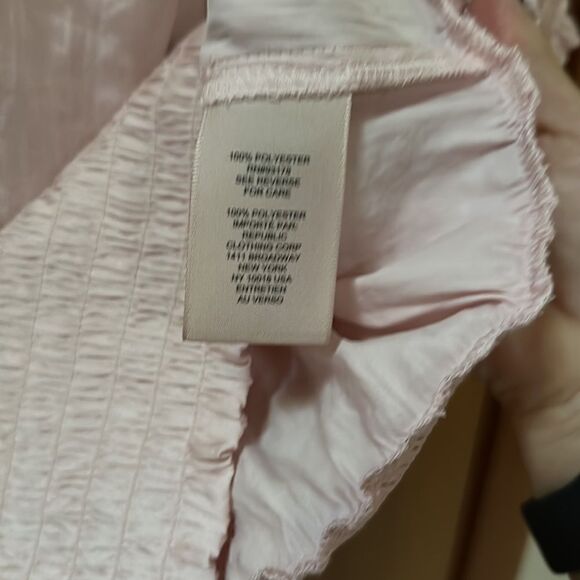 100% POLYESTER
RN#93178
SEE REVERSE
FOR CARE
100% POLYESTER
IMPORTÉ PAR:
REPUBLIC
CLOTHING CORP
1411 BROADWAY
NEW YORK
NY 10018 USA
ENTRETIEN
AU VERSO